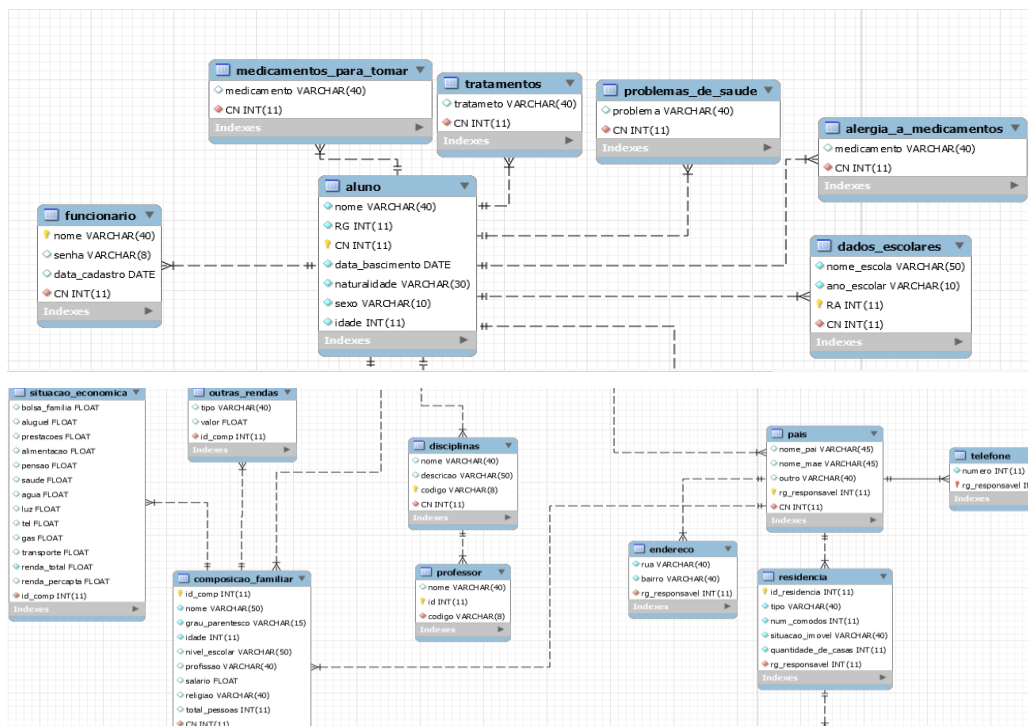 medicamentos_para_tomar
medicamento VARCHAR(40)
CN INT(11)
Indexes
tratamentos
tratameto VARCHAR(40)
CN INT(11)
Indexes
problemas_de_saude
problema VARCHAR(40)
CN INT(11)
Indexes
alergia_a_medicamentos
medicamento VARCHAR(40)
CN INT(11)
Indexes
funcionario
nome VARCHAR(40)
senha VARCHAR(8)
data_cadastro DATE
CN INT(11)
Indexes
aluno
nome VARCHAR(40)
RG INT(11)
CN INT(11)
data_bascimento DATE
naturalidade VARCHAR(30)
sexo VARCHAR(10)
idade INT(11)
Indexes
dados_escolares
nome_escola VARCHAR(50)
ano_escolar VARCHAR(10)
RA INT(11)
CN INT(11)
Indexes
situacao_economica
bolsa_familia FLOAT
aluguel FLOAT
prestacoes FLOAT
alimentacao FLOAT
pensao FLOAT
saude FLOAT
agua FLOAT
luz FLOAT
tel FLOAT
gas FLOAT
transporte FLOAT
renda_total FLOAT
renda_percapta FLOAT
id_comp INT(11)
Indexes
outras_rendas
tipo VARCHAR(40)
valor FLOAT
id_comp INT(11)
Indexes
composicao_familiar
id_comp INT(11)
nome VARCHAR(50)
grau_parentesco VARCHAR(15)
idade INT(11)
nivel_escolar VARCHAR(50)
profissao VARCHAR(40)
salario FLOAT
religiao VARCHAR(40)
total_pessoas INT(11)
CN INT(11)
disciplinas
nome VARCHAR(40)
descricao VARCHAR(50)
codigo VARCHAR(8)
CN INT(11)
Indexes
professor
nome VARCHAR(40)
id INT(11)
codigo VARCHAR(8)
Indexes
pais
nome_pai VARCHAR(45)
nome_mae VARCHAR(45)
outro VARCHAR(40)
rg_responsavel INT(11)
CN INT(11)
Indexes
telefone
numero INT(11)
rg_responsavel
Indexes
endereco
rua VARCHAR(40)
bairro VARCHAR(40)
rg_responsavel INT(11)
Indexes
residencia
id_residencia INT(11)
tipo VARCHAR(40)
num_comodos INT(11)
situacao_imovel VARCHAR(40)
quantidade_de_casas INT(11)
rg_responsavel INT(11)
Indexes